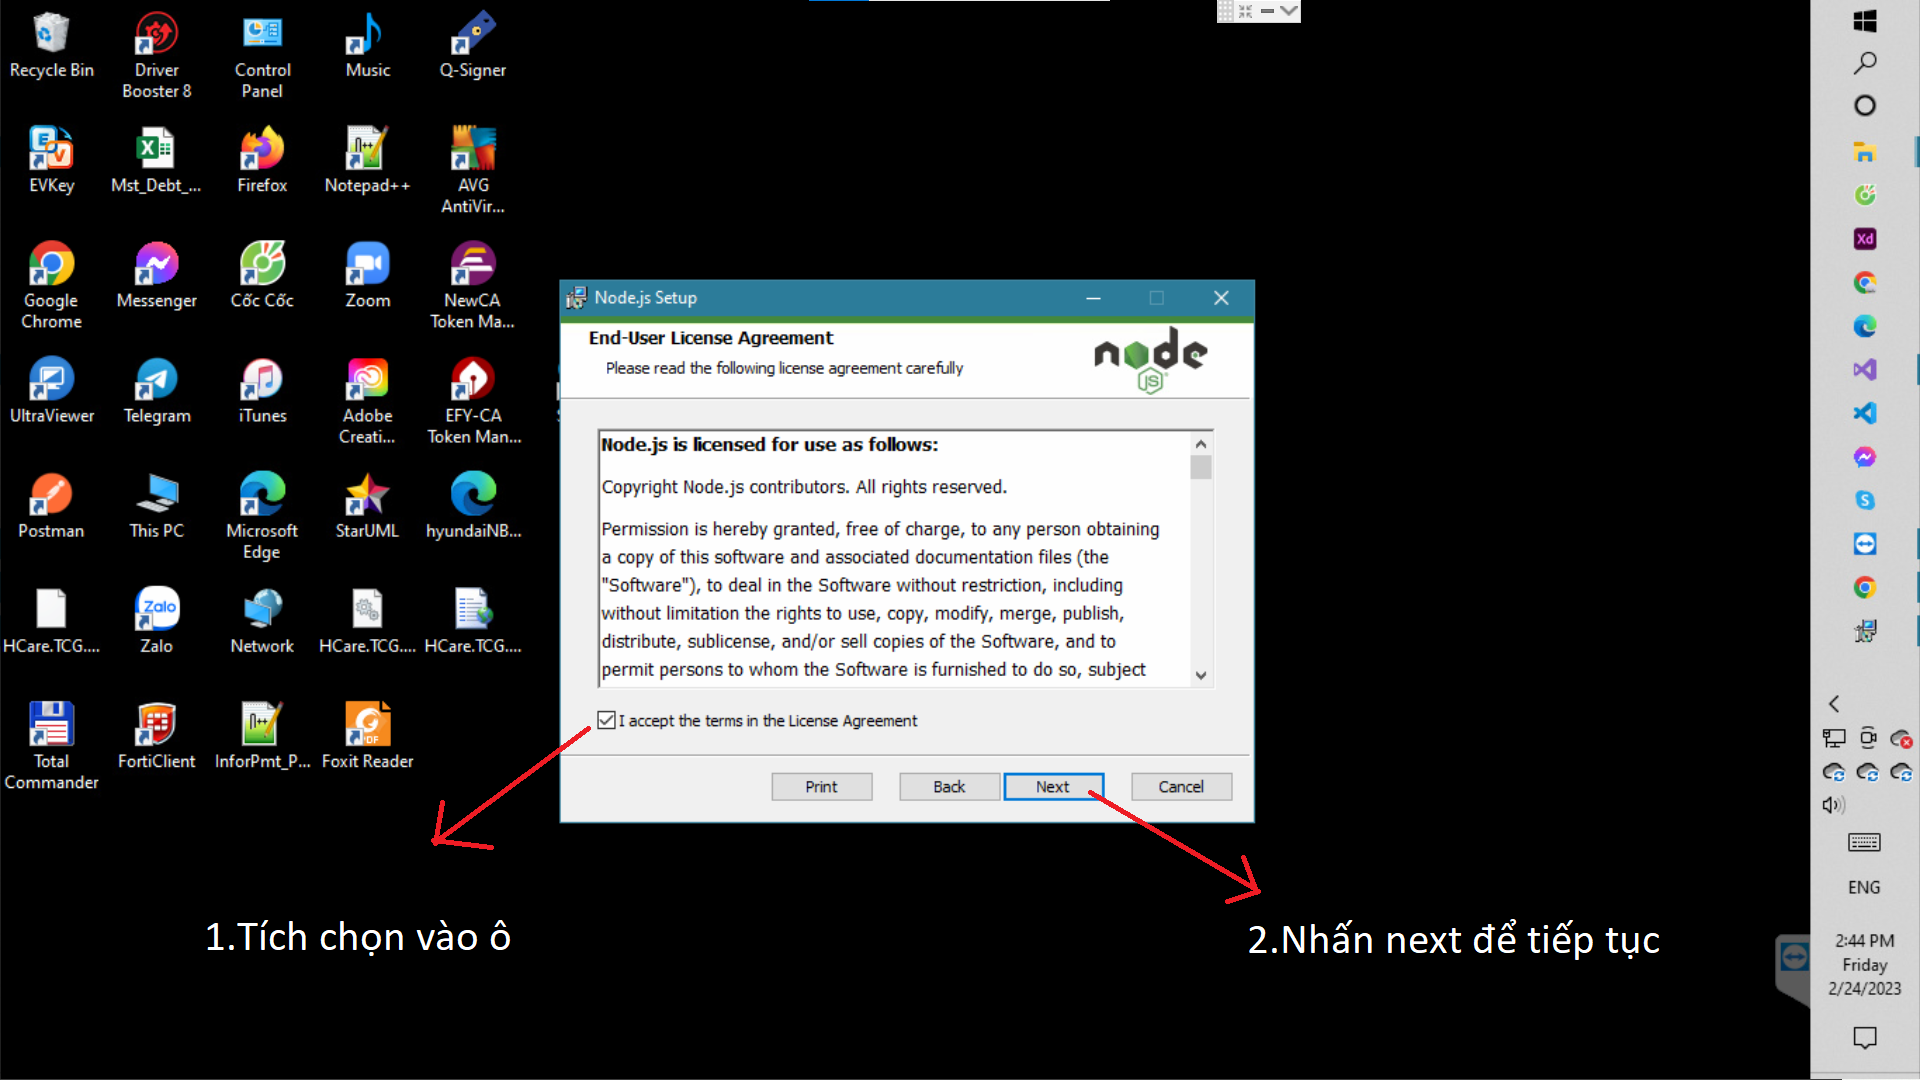 Recycle Bin
Driver
Booster 8
Control
Panel
Music
Q-Signer
EVKey
Mst_Debt_...
Firefox
Notepad++
AVG
AntiVir...
Google
Chrome
Messenger
Cốc Cốc
Zoom
NewCA
Token Ma...
UltraViewer
Telegram
iTunes
Adobe
Creati...
EFY-CA
Token Man...
Postman
This PC
Microsoft
Edge
StarUML
hyundaiNB...
HCare.TCG....
Zalo
Zalo
Network
HCare.TCG....
HCare.TCG....
Total
Commander
FortiClient
InforPmt_P...
Foxit Reader
Node.js Setup
End-User License Agreement
Please read the following license agreement carefully
node
JS
Node.js is licensed for use as follows:
Copyright Node.js contributors. All rights reserved.
Permission is hereby granted, free of charge, to any person obtaining
a copy of this software and associated documentation files (the
"Software"), to deal in the Software without restriction, including
without limitation the rights to use, copy, modify, merge, publish,
distribute, sublicense, and/or sell copies of the Software, and to
permit persons to whom the Software is furnished to do so, subject
I accept the terms in the License Agreement
Print
Back
Next
Cancel
1.Tích chọn vào ô
2.Nhấn next để tiếp tục
Xd
ENG
2:44 PM
Friday
2/24/2023